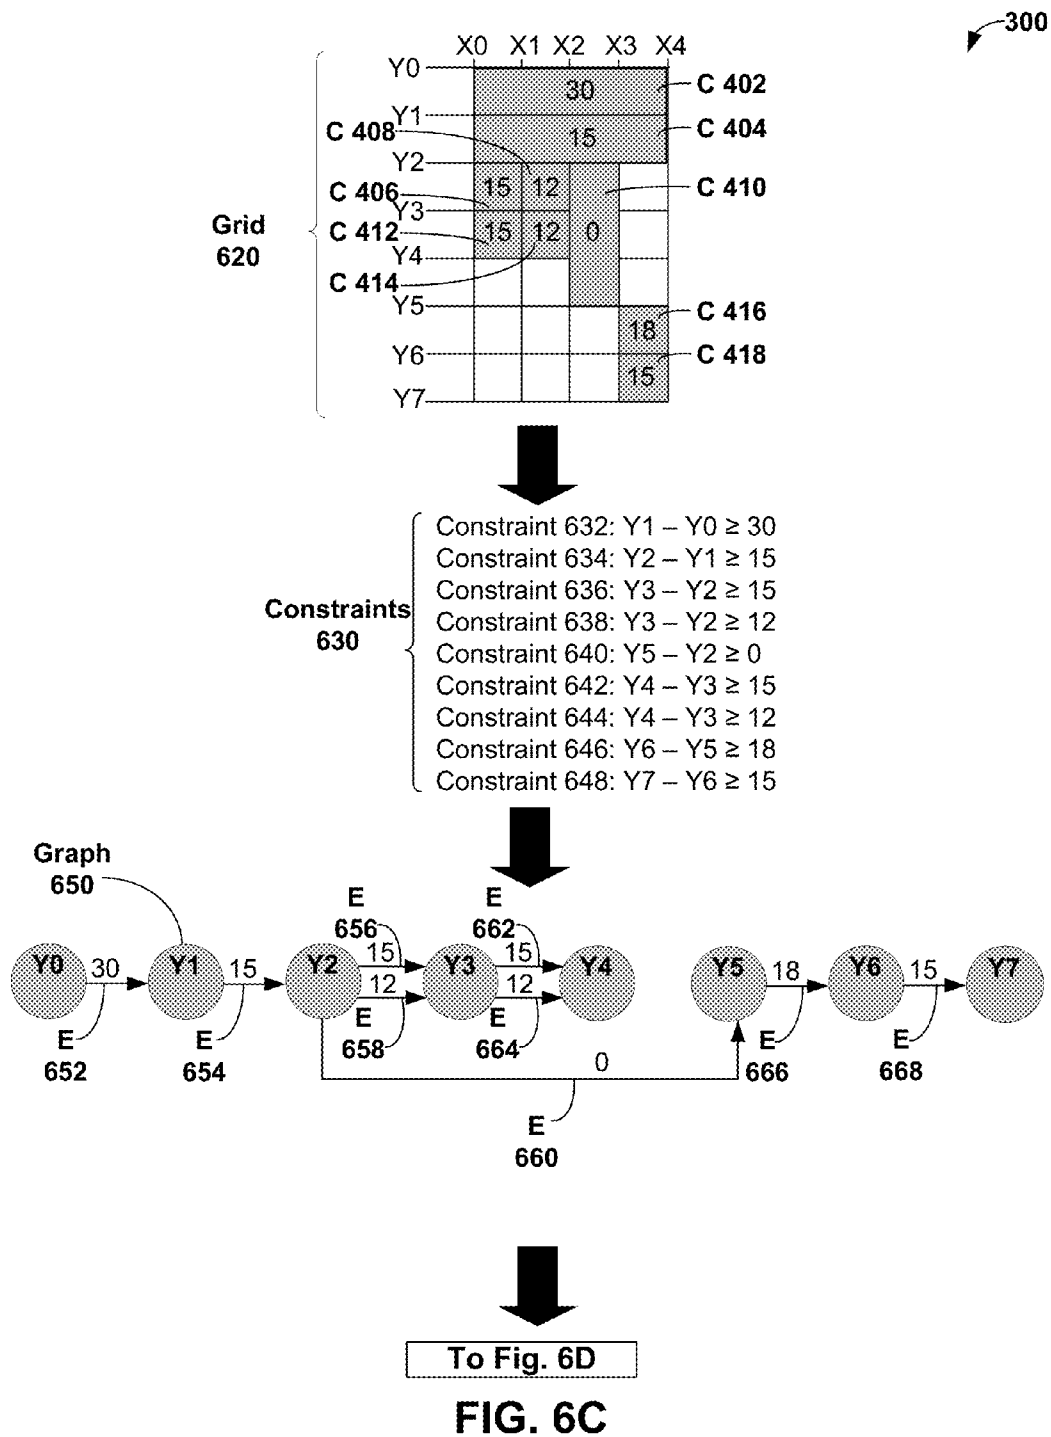 300
X0 X1 X2 X3 X4
Y0
30
C 402
Y1
C 408
15
C 404
Y2
15 12
C 406
C 410
Y3
Grid
620
C 412
15 12 0
Y4
C 414
Y5
C 416
18
Y6
C 418
15
Y7
Constraints
630
Constraint 632: Y1 – Y0 ≥ 30
Constraint 634: Y2 – Y1 ≥ 15
Constraint 636: Y3 – Y2 ≥ 15
Constraint 638: Y3 – Y2 ≥ 12
Constraint 640: Y5 – Y2 ≥ 0
Constraint 642: Y4 – Y3 ≥ 15
Constraint 644: Y4 – Y3 ≥ 12
Constraint 646: Y6 – Y5 ≥ 18
Constraint 648: Y7 – Y6 ≥ 15
Graph
650
E
656
E
662
Y0 30 Y1 15 Y2 15 Y3 15 Y4 Y5 18 Y6 15 Y7
12 12
E
652
E
654
E
658
E
664
E
666
E
668
0
E
660
To Fig. 6D
FIG. 6C